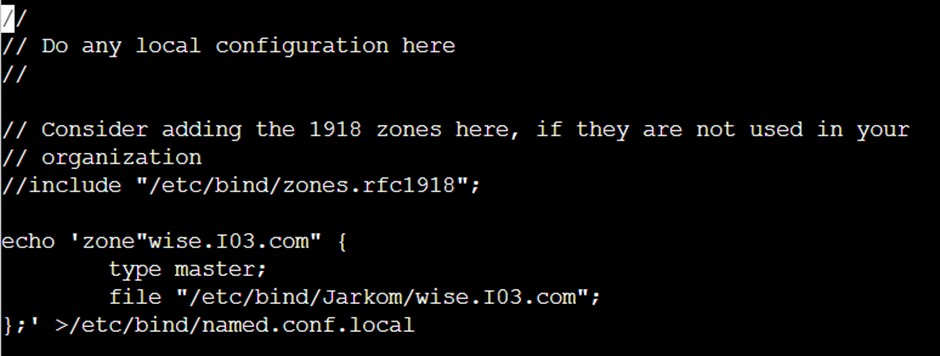 //
// Do any local configuration here
//
// Consider adding the 1918 zones here, if they are not used in your
// organization
//include "/etc/bind/zones.rfc1918";
echo 'zone"wise.I03.com" {
        type master;
        file "/etc/bind/Jarkom/wise.I03.com";
};' >/etc/bind/named.conf.local